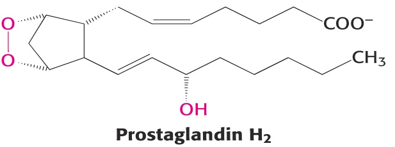 O
COO⁻
O
CH₃
OH
Prostaglandin H₂